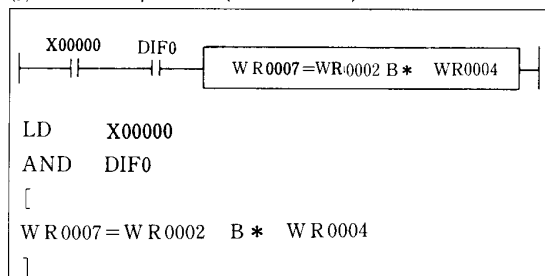 X00000 DIF0
WR0007=WR0002 B* WR0004
LD X00000
AND DIF0
[
WR0007=WR0002 B* WR0004
]